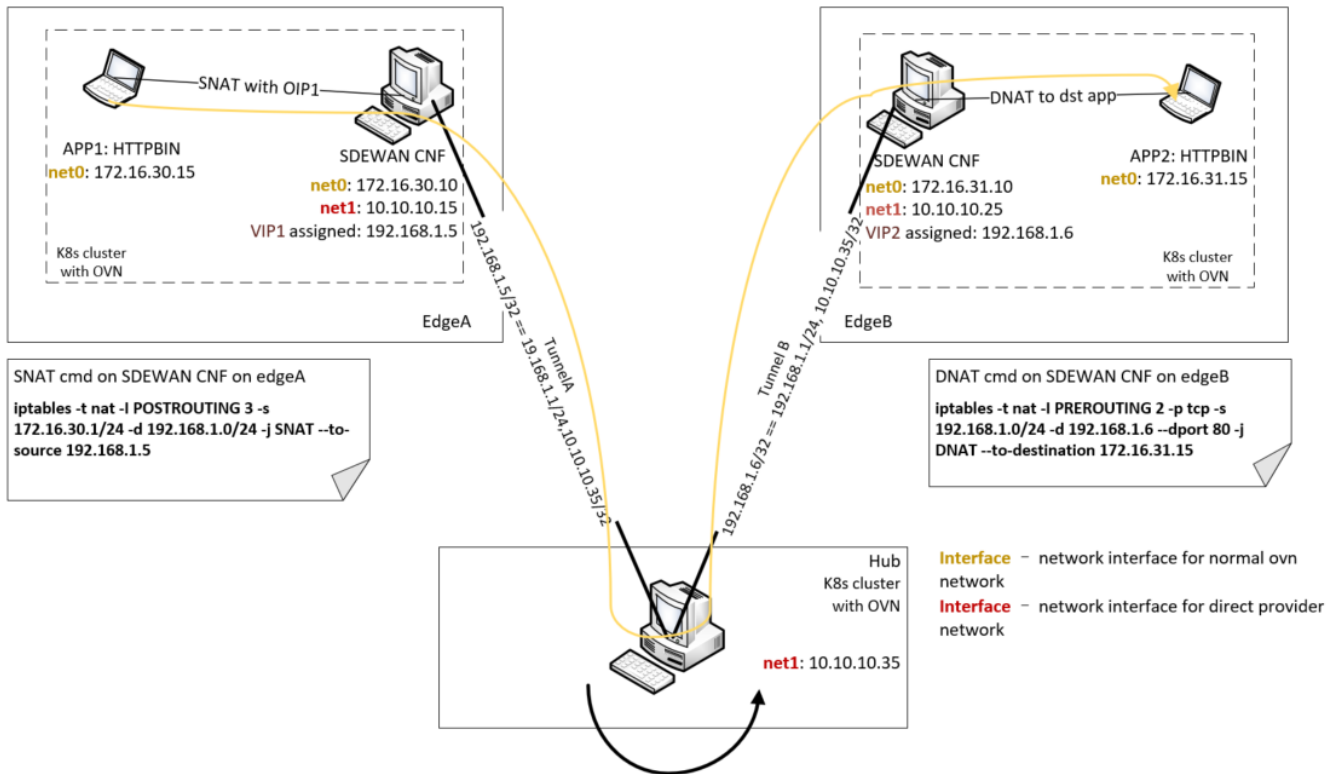 SNAT with OIP1
APP1: HTTPBIN
net0: 172.16.30.15
SDEWAN CNF
net0: 172.16.30.10
net1: 10.10.10.15
VIP1 assigned: 192.168.1.5
K8s cluster
with OVN
EdgeA
DNAT to dst app
SDEWAN CNF
net0: 172.16.31.10
net1: 10.10.10.25
VIP2 assigned: 192.168.1.6
APP2: HTTPBIN
net0: 172.16.31.15
K8s cluster
with OVN
EdgeB
TunnelA
192.168.1.5/32 == 19.168.1.1/24,10.10.10.35/32
Tunnel B
192.168.1.6/32 == 192.168.1.1/24, 10.10.10.35/32
SNAT cmd on SDEWAN CNF on edgeA
iptables -t nat -I POSTROUTING 3 -s
172.16.30.1/24 -d 192.168.1.0/24 -j SNAT --to-
source 192.168.1.5
DNAT cmd on SDEWAN CNF on edgeB
iptables -t nat -I PREROUTING 2 -p tcp -s
192.168.1.0/24 -d 192.168.1.6 --dport 80 -j
DNAT --to-destination 172.16.31.15
Hub
K8s cluster
with OVN
net1: 10.10.10.35
Interface – network interface for normal ovn
network
Interface – network interface for direct provider
network